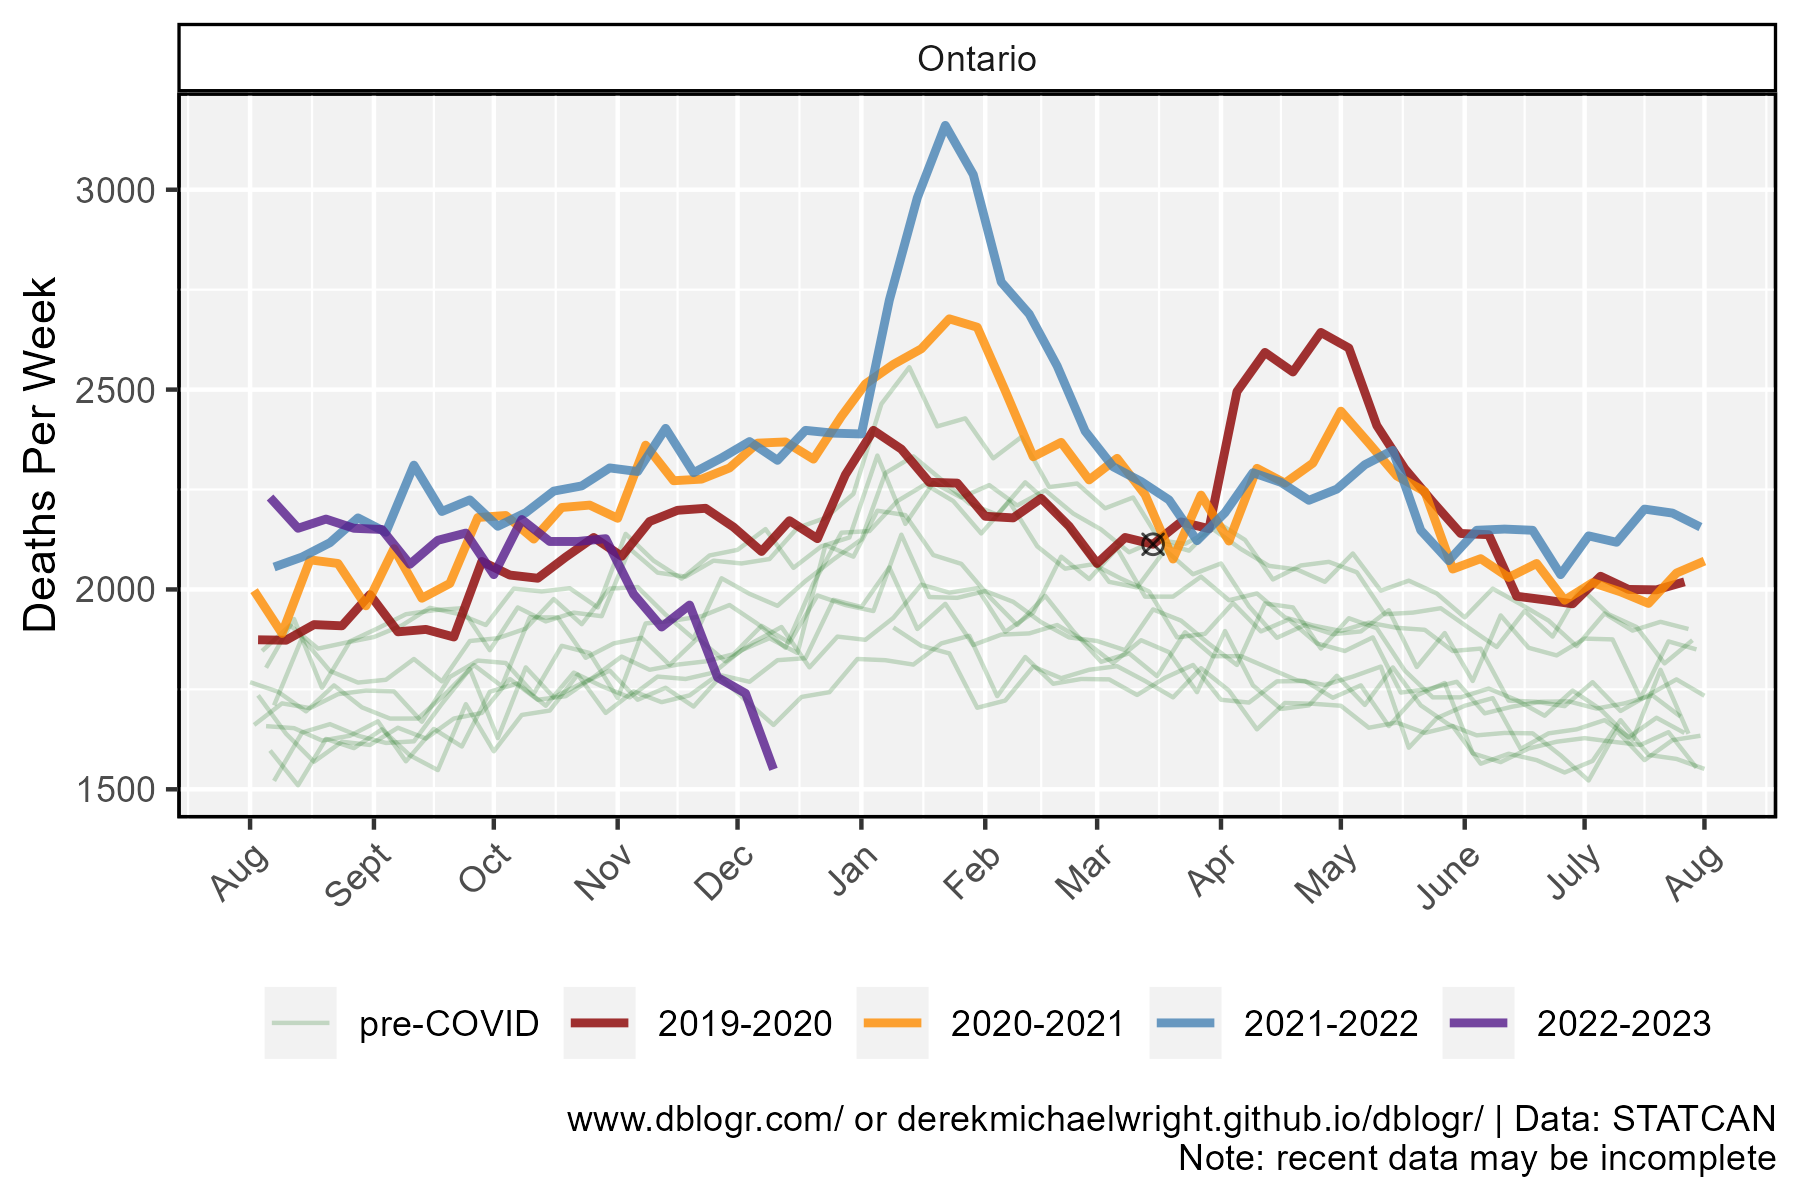 Ontario
Deaths Per Week
3000
2500
2000
1500
Aug
Sept
Oct
Nov
Dec
Jan
Feb
Mar
Apr
May
June
July
Aug
pre-COVID
2019-2020
2020-2021
2021-2022
2022-2023
www.dblogr.com/ or derekmichaelwright.github.io/dblogr/ | Data: STATCAN
Note: recent data may be incomplete